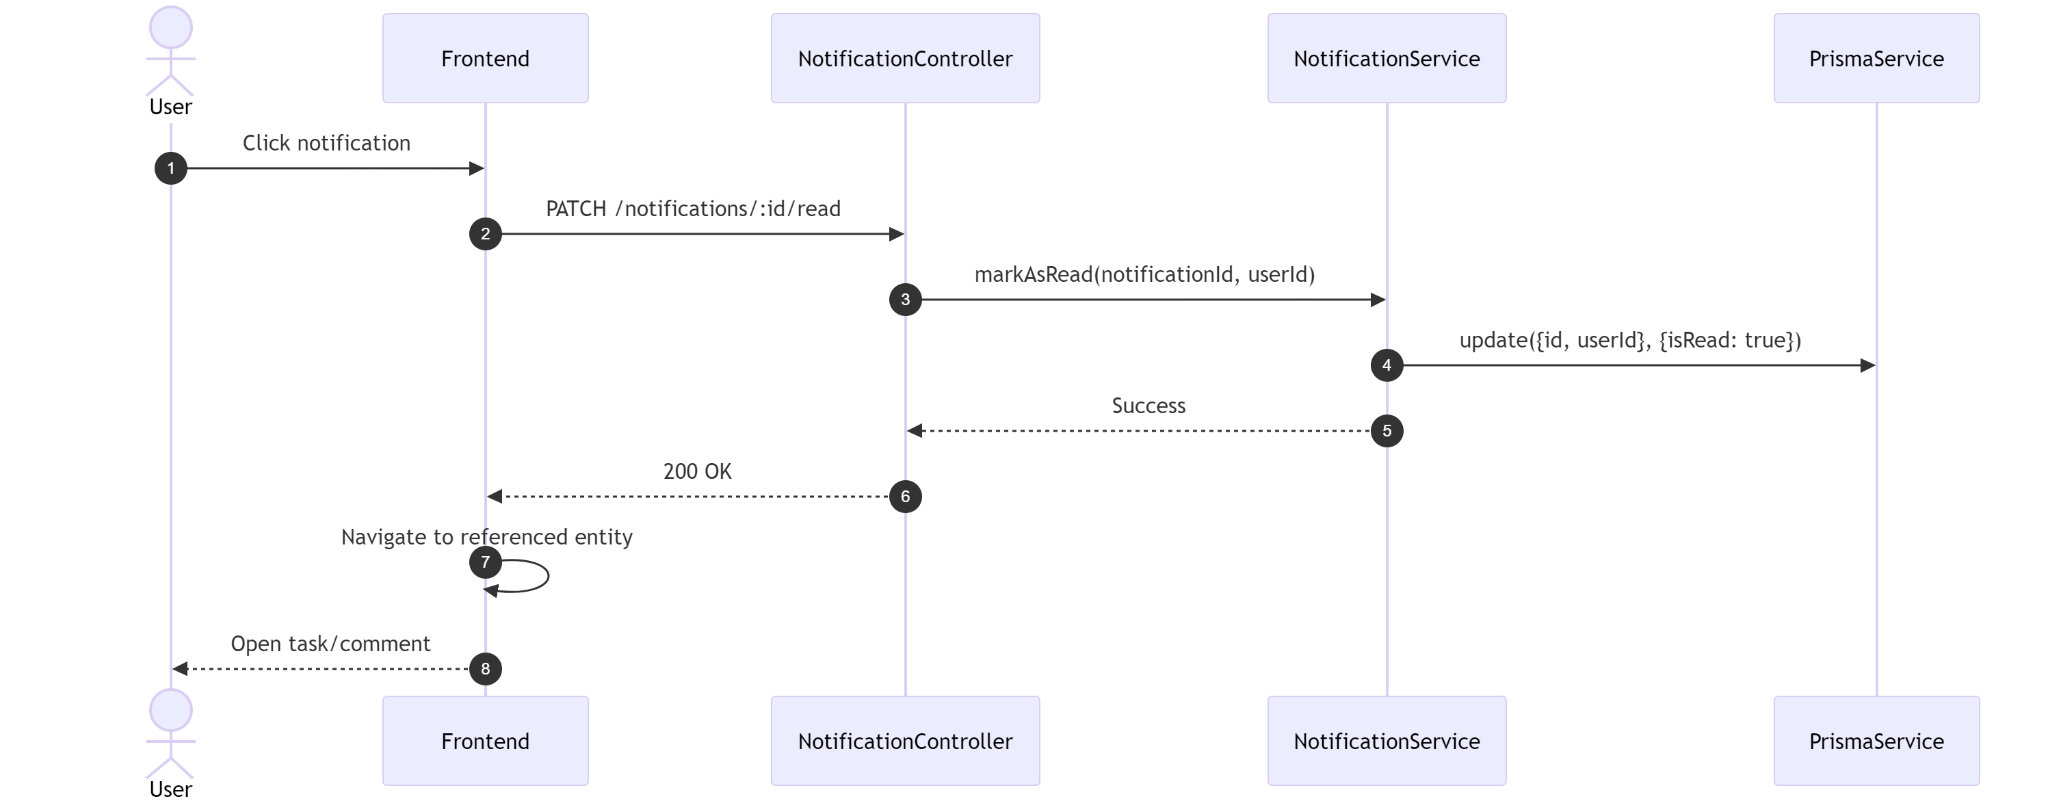 User
Frontend
NotificationController
NotificationService
PrismaService
Click notification
1
PATCH /notifications/:id/read
2
markAsRead(notificationId, userId)
3
update({id, userId}, {isRead: true})
4
Success
5
200 OK
6
Navigate to referenced entity
7
Open task/comment
8
User
Frontend
NotificationController
NotificationService
PrismaService